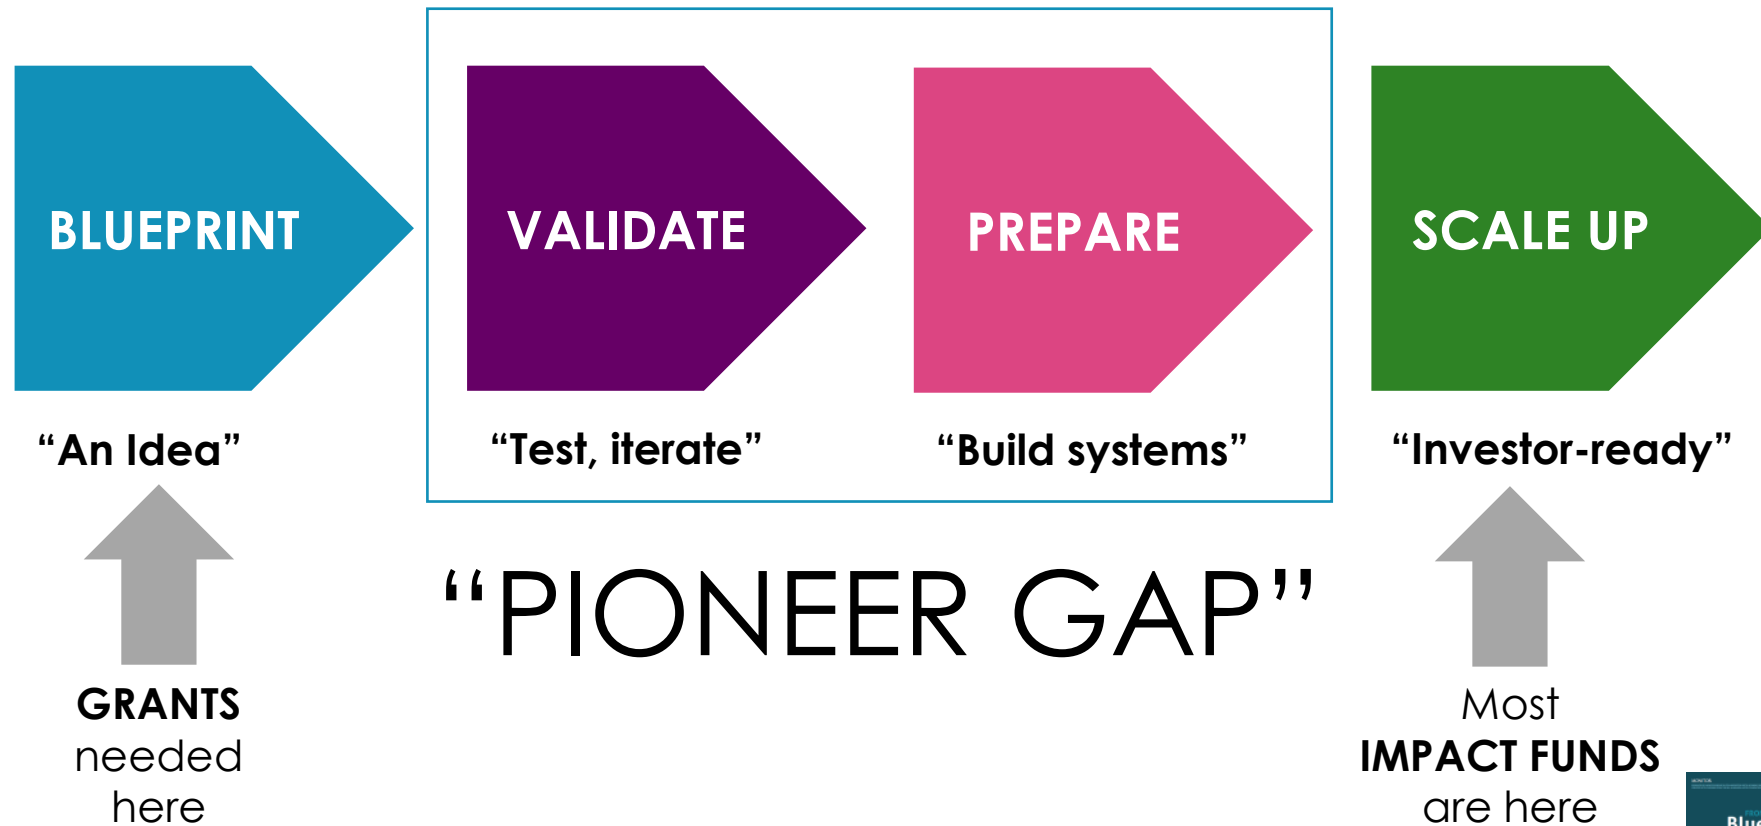 BLUEPRINT
VALIDATE
PREPARE
SCALE UP
“An Idea”
“Test, iterate”
“Build systems”
“Investor-ready”
“PIONEER GAP”
GRANTS
needed
here
Most
IMPACT FUNDS
are here